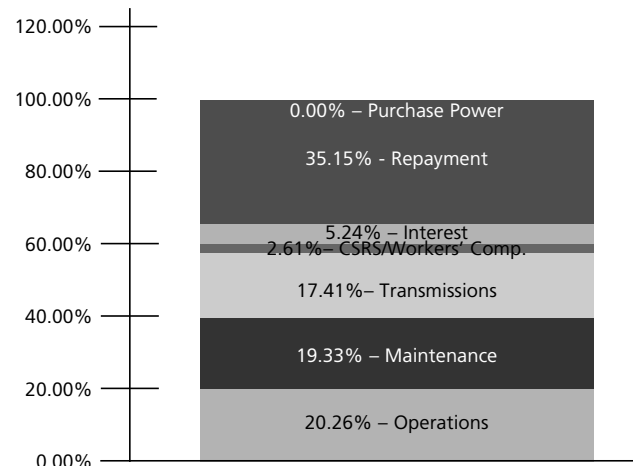 120.00%
100.00%
0.00% – Purchase Power
35.15% - Repayment
80.00%
5.24% – Interest
60.00%
2.61%– CSRS/Workers' Comp.
17.41%– Transmissions
40.00%
19.33% – Maintenance
20.00%
20.26% – Operations
0.00%